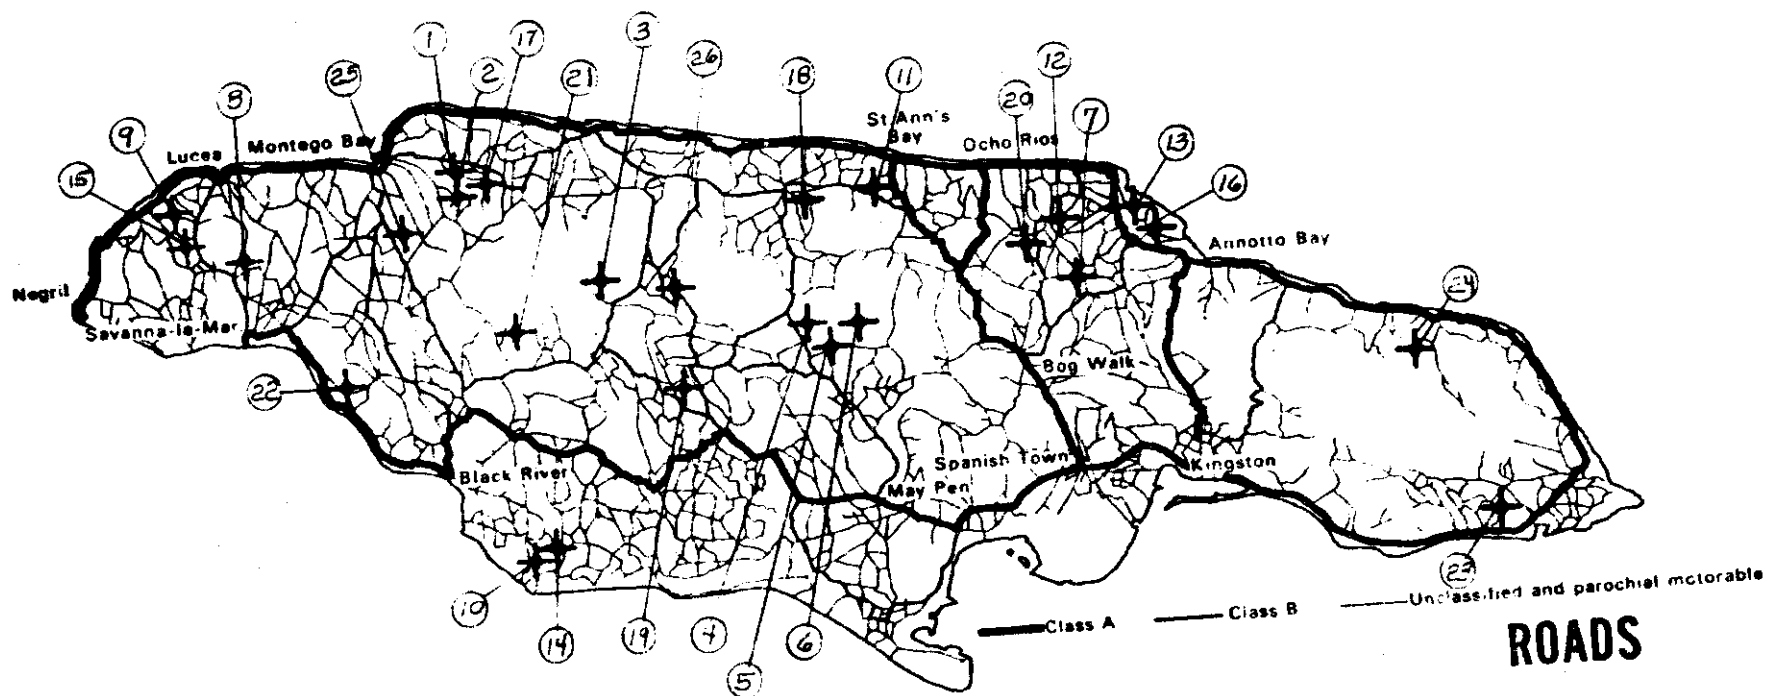 3
1
17
26
12
2
21
18
11
25
20
7
8
St Ann's
Bay
9
Montego Bay
Ocho Rios
13
Lucea
15
16
Annotto Bay
Negril
24
Savanna-la-Mar
Bog Walk
22
Spanish Town
Kingston
Black River
May Pen
23
10
14
19
4
6
5
Class A
Class B
Unclassified and parochial motorable
ROADS